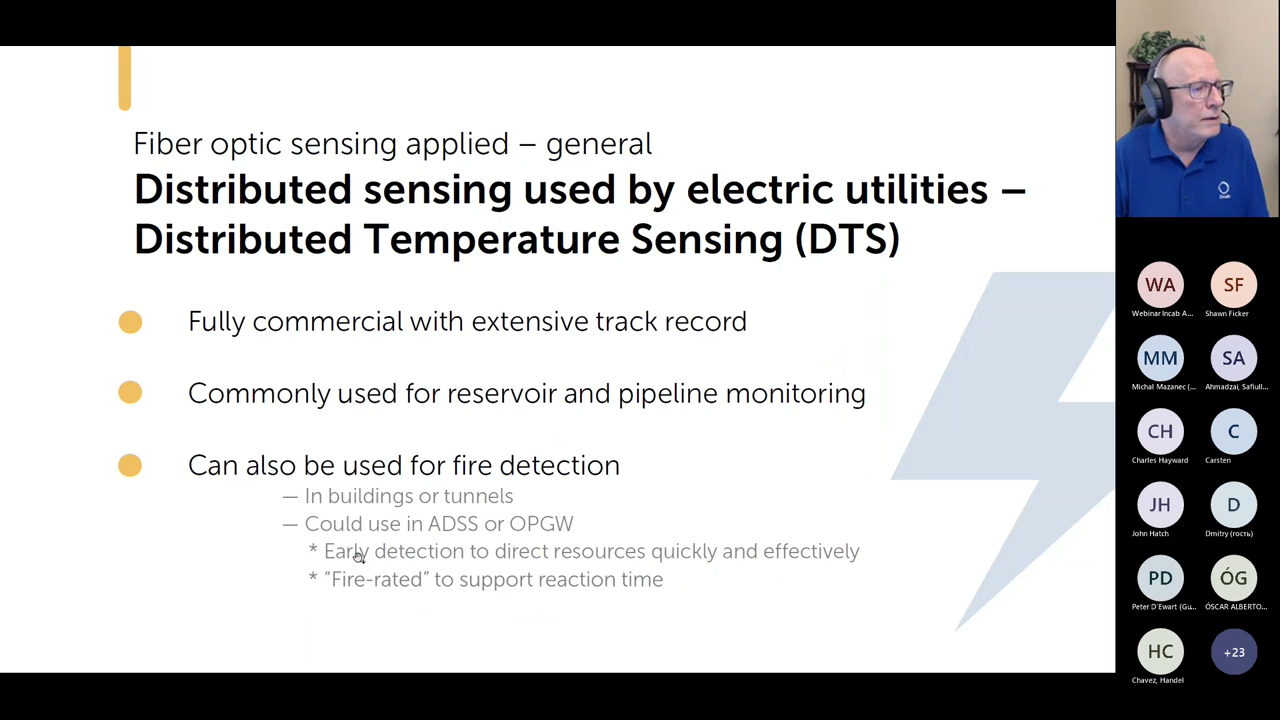 Fiber optic sensing applied – general
Distributed sensing used by electric utilities –
Distributed Temperature Sensing (DTS)
Fully commercial with extensive track record
Commonly used for reservoir and pipeline monitoring
Can also be used for fire detection
— In buildings or tunnels
— Could use in ADSS or OPGW
* Early detection to direct resources quickly and effectively
* “Fire-rated” to support reaction time
WA SF
Webinar Incab A... Shawn Ficker
MM SA
Michal Mazanec (... Ahmadzai, Safiull...
CH C
Charles Hayward Carsten
JH D
John Hatch Dmitry (гость)
PD ÓG
Peter D'Ewart (Gu... ÓSCAR ALBERTO...
HC +23
Chavez, Handel